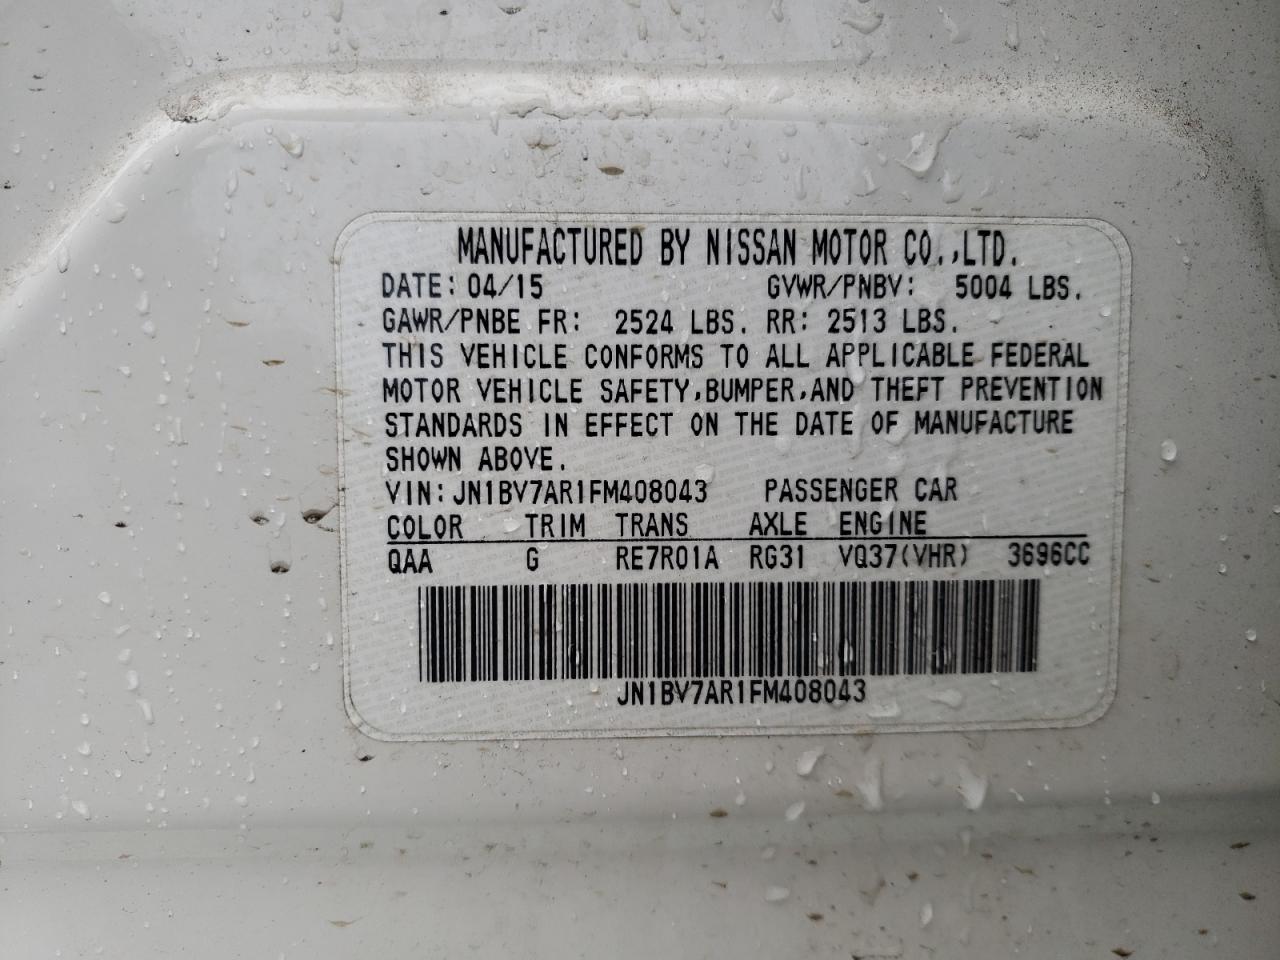 MANUFACTURED BY NISSAN MOTOR CO.,LTD.
DATE: 04/15 GVWR/PNBV: 5004 LBS.
GAWR/PNBE FR: 2524 LBS. RR: 2513 LBS.
THIS VEHICLE CONFORMS TO ALL APPLICABLE FEDERAL
MOTOR VEHICLE SAFETY,BUMPER,AND THEFT PREVENTION
STANDARDS IN EFFECT ON THE DATE OF MANUFACTURE
SHOWN ABOVE.
VIN: JN1BV7AR1FM408043 PASSENGER CAR
COLOR TRIM TRANS AXLE ENGINE
QAA G RE7R01A RG31 VQ37(VHR) 3696CC
JN1BV7AR1FM408043